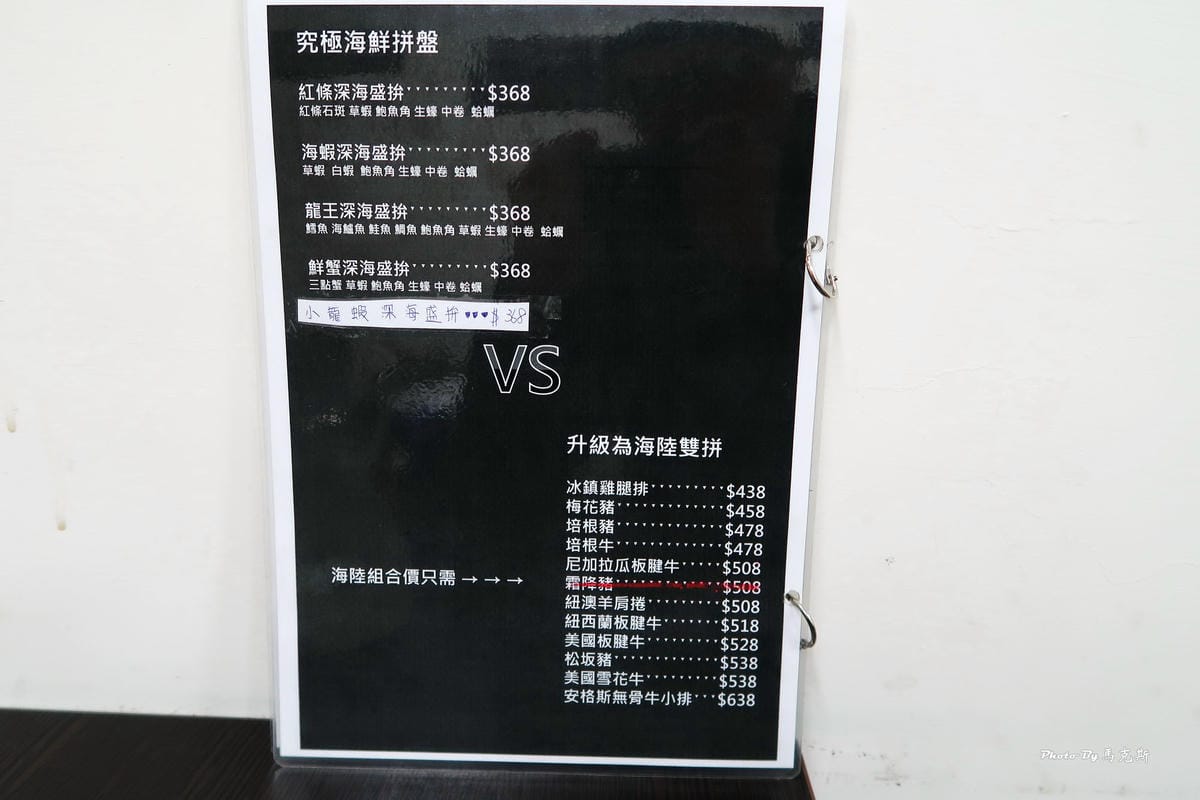 究極海鮮拼盤
紅條深海盛拚 $368
紅條石斑 草蝦 鮑魚角 生蠔 中卷 蛤蠣
海蝦深海盛拚 $368
草蝦 白蝦 鮑魚角 生蠔 中卷 蛤蠣
龍王深海盛拚 $368
鱈魚 海鱸魚 鮭魚 鯛魚 鮑魚角 草蝦 生蠔 中卷 蛤蠣
鮮蟹深海盛拚 $368
三點蟹 草蝦 鮑魚角 生蠔 中卷 蛤蠣
小龍蝦深海盛拚 $368
VS
升級為海陸雙拼
冰鎮雞腿排 $438
梅花豬 $458
培根豬 $478
培根牛 $478
尼加拉瓜板腱牛 $508
海陸組合價只需→→→
霜降豬 $508
紐澳羊肩捲 $508
紐西蘭板腱牛 $518
美國板腱牛 $528
松坂豬 $538
美國雪花牛 $538
安格斯無骨牛小排 $638
Photo By 馬克斯